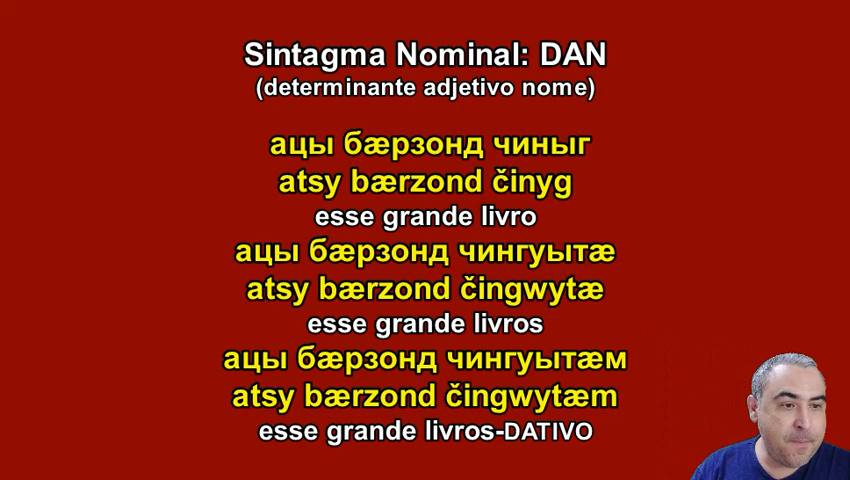 Sintagma Nominal: DAN
(determinante adjetivo nome)
ацы бæрзонд чиныг
atsy bærzond činyg
esse grande livro
ацы бæрзонд чингуытæ
atsy bærzond čingwytæ
esse grande livros
ацы бæрзонд чингуытæм
atsy bærzond čingwytæm
esse grande livros-DATIVO